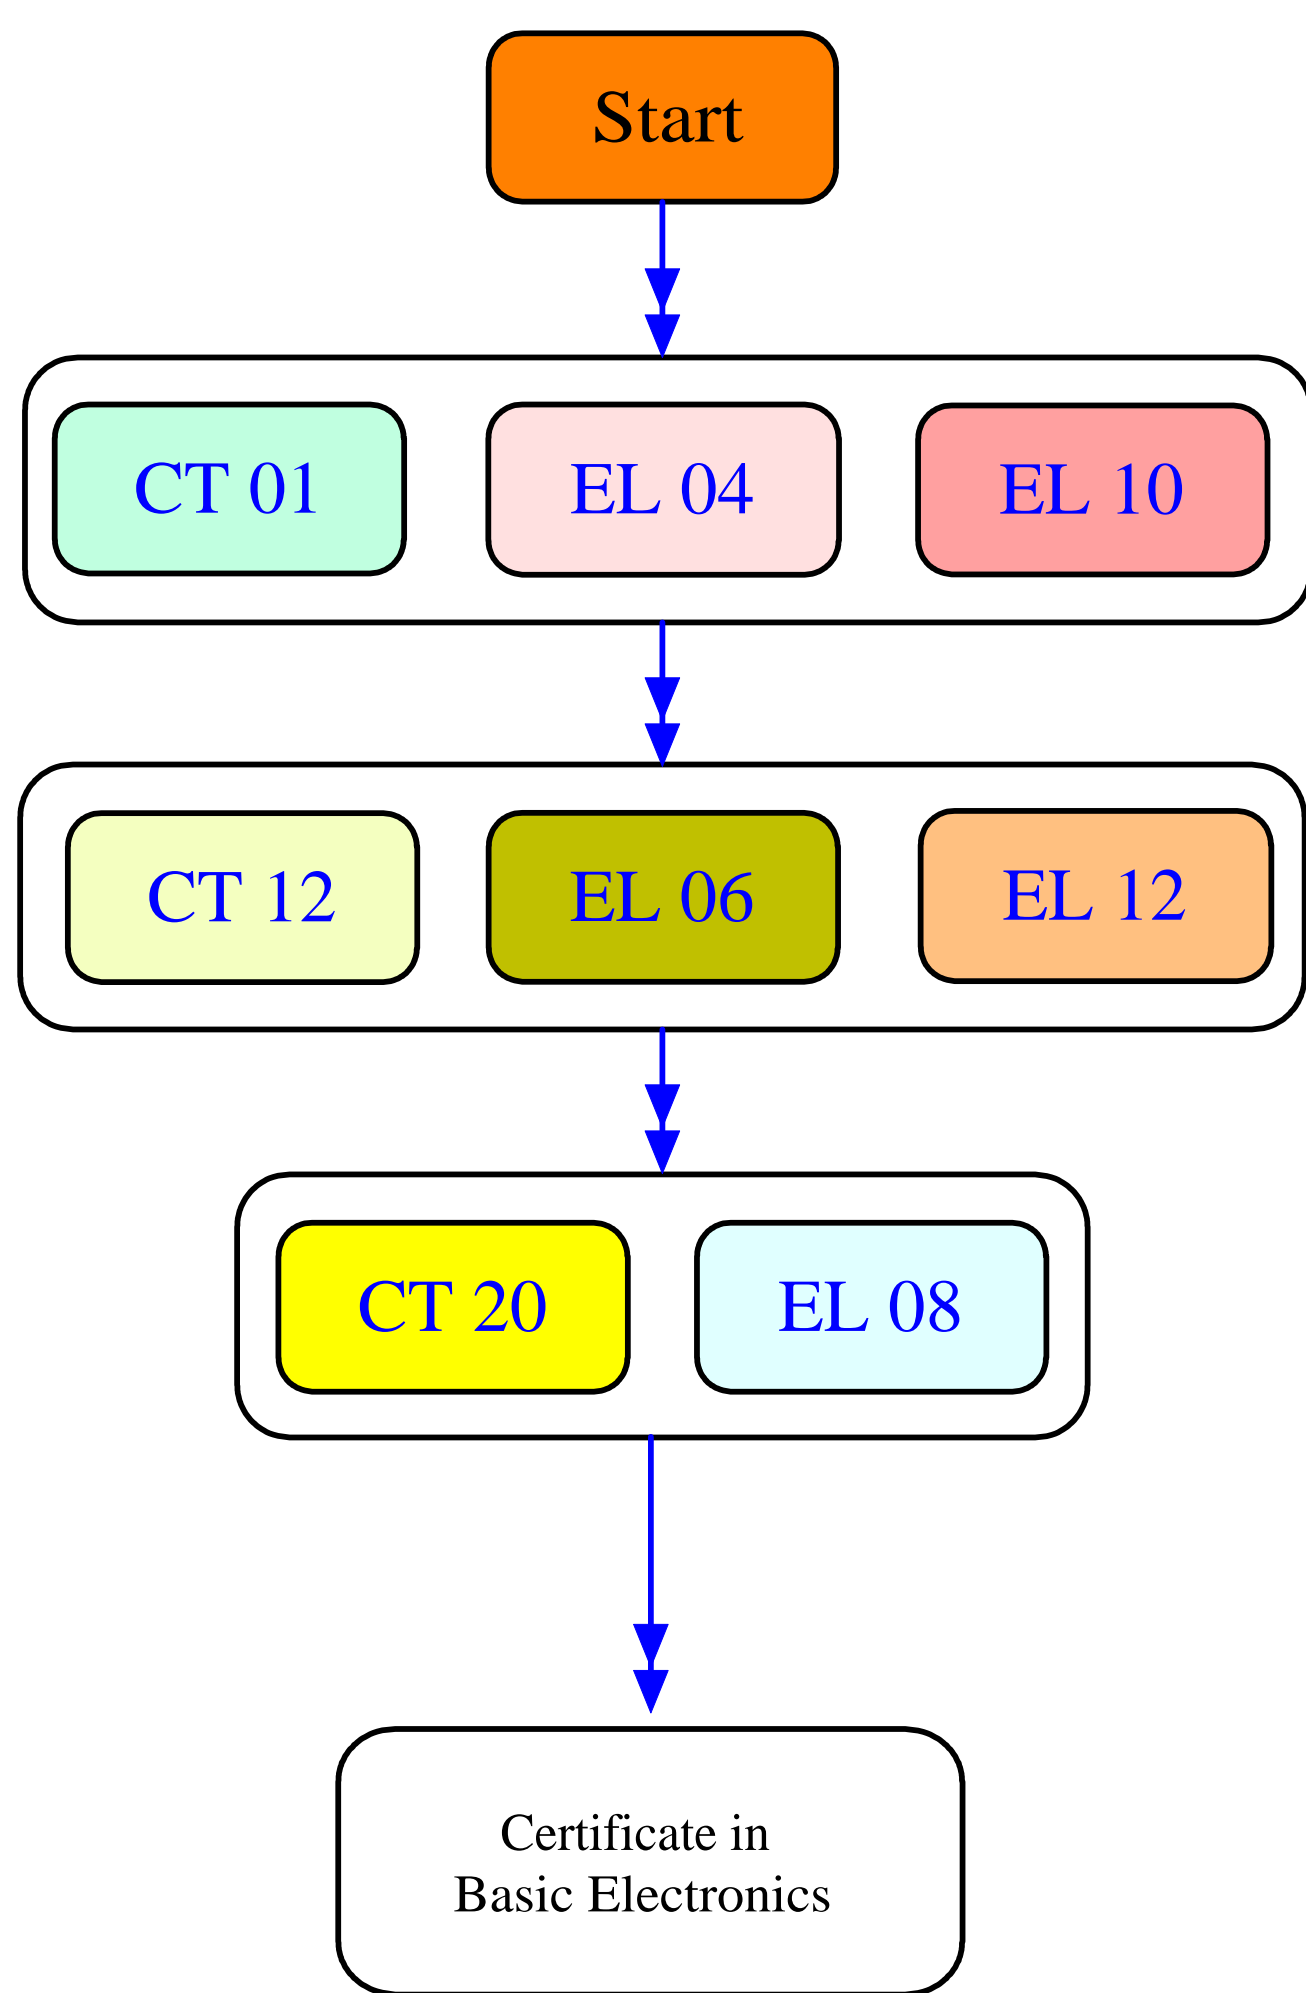 Start
CT 01
EL 04
EL 10
CT 12
EL 06
EL 12
CT 20
EL 08
Certificate in
Basic Electronics